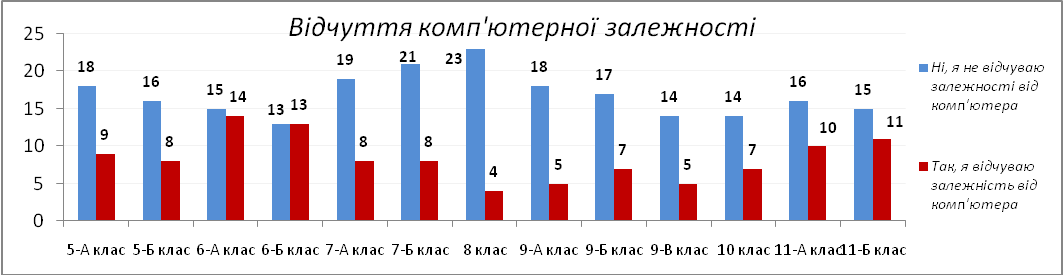 Відчуття комп'ютерної залежності
25
20
15
10
5
0
18 9 16 8 15 14 13 13 19 8 21 8 23 4 18 5 17 7 14 5 14 7 16 10 15 11
5-А клас 5-Б клас 6-А клас 6-Б клас 7-А клас 7-Б клас 8 клас 9-А клас 9-Б клас 9-В клас 10 клас 11-А клас 11-Б клас
Ні, я не відчуваю
залежності від
комп'ютера
Так, я відчуваю
залежність від
комп'ютера